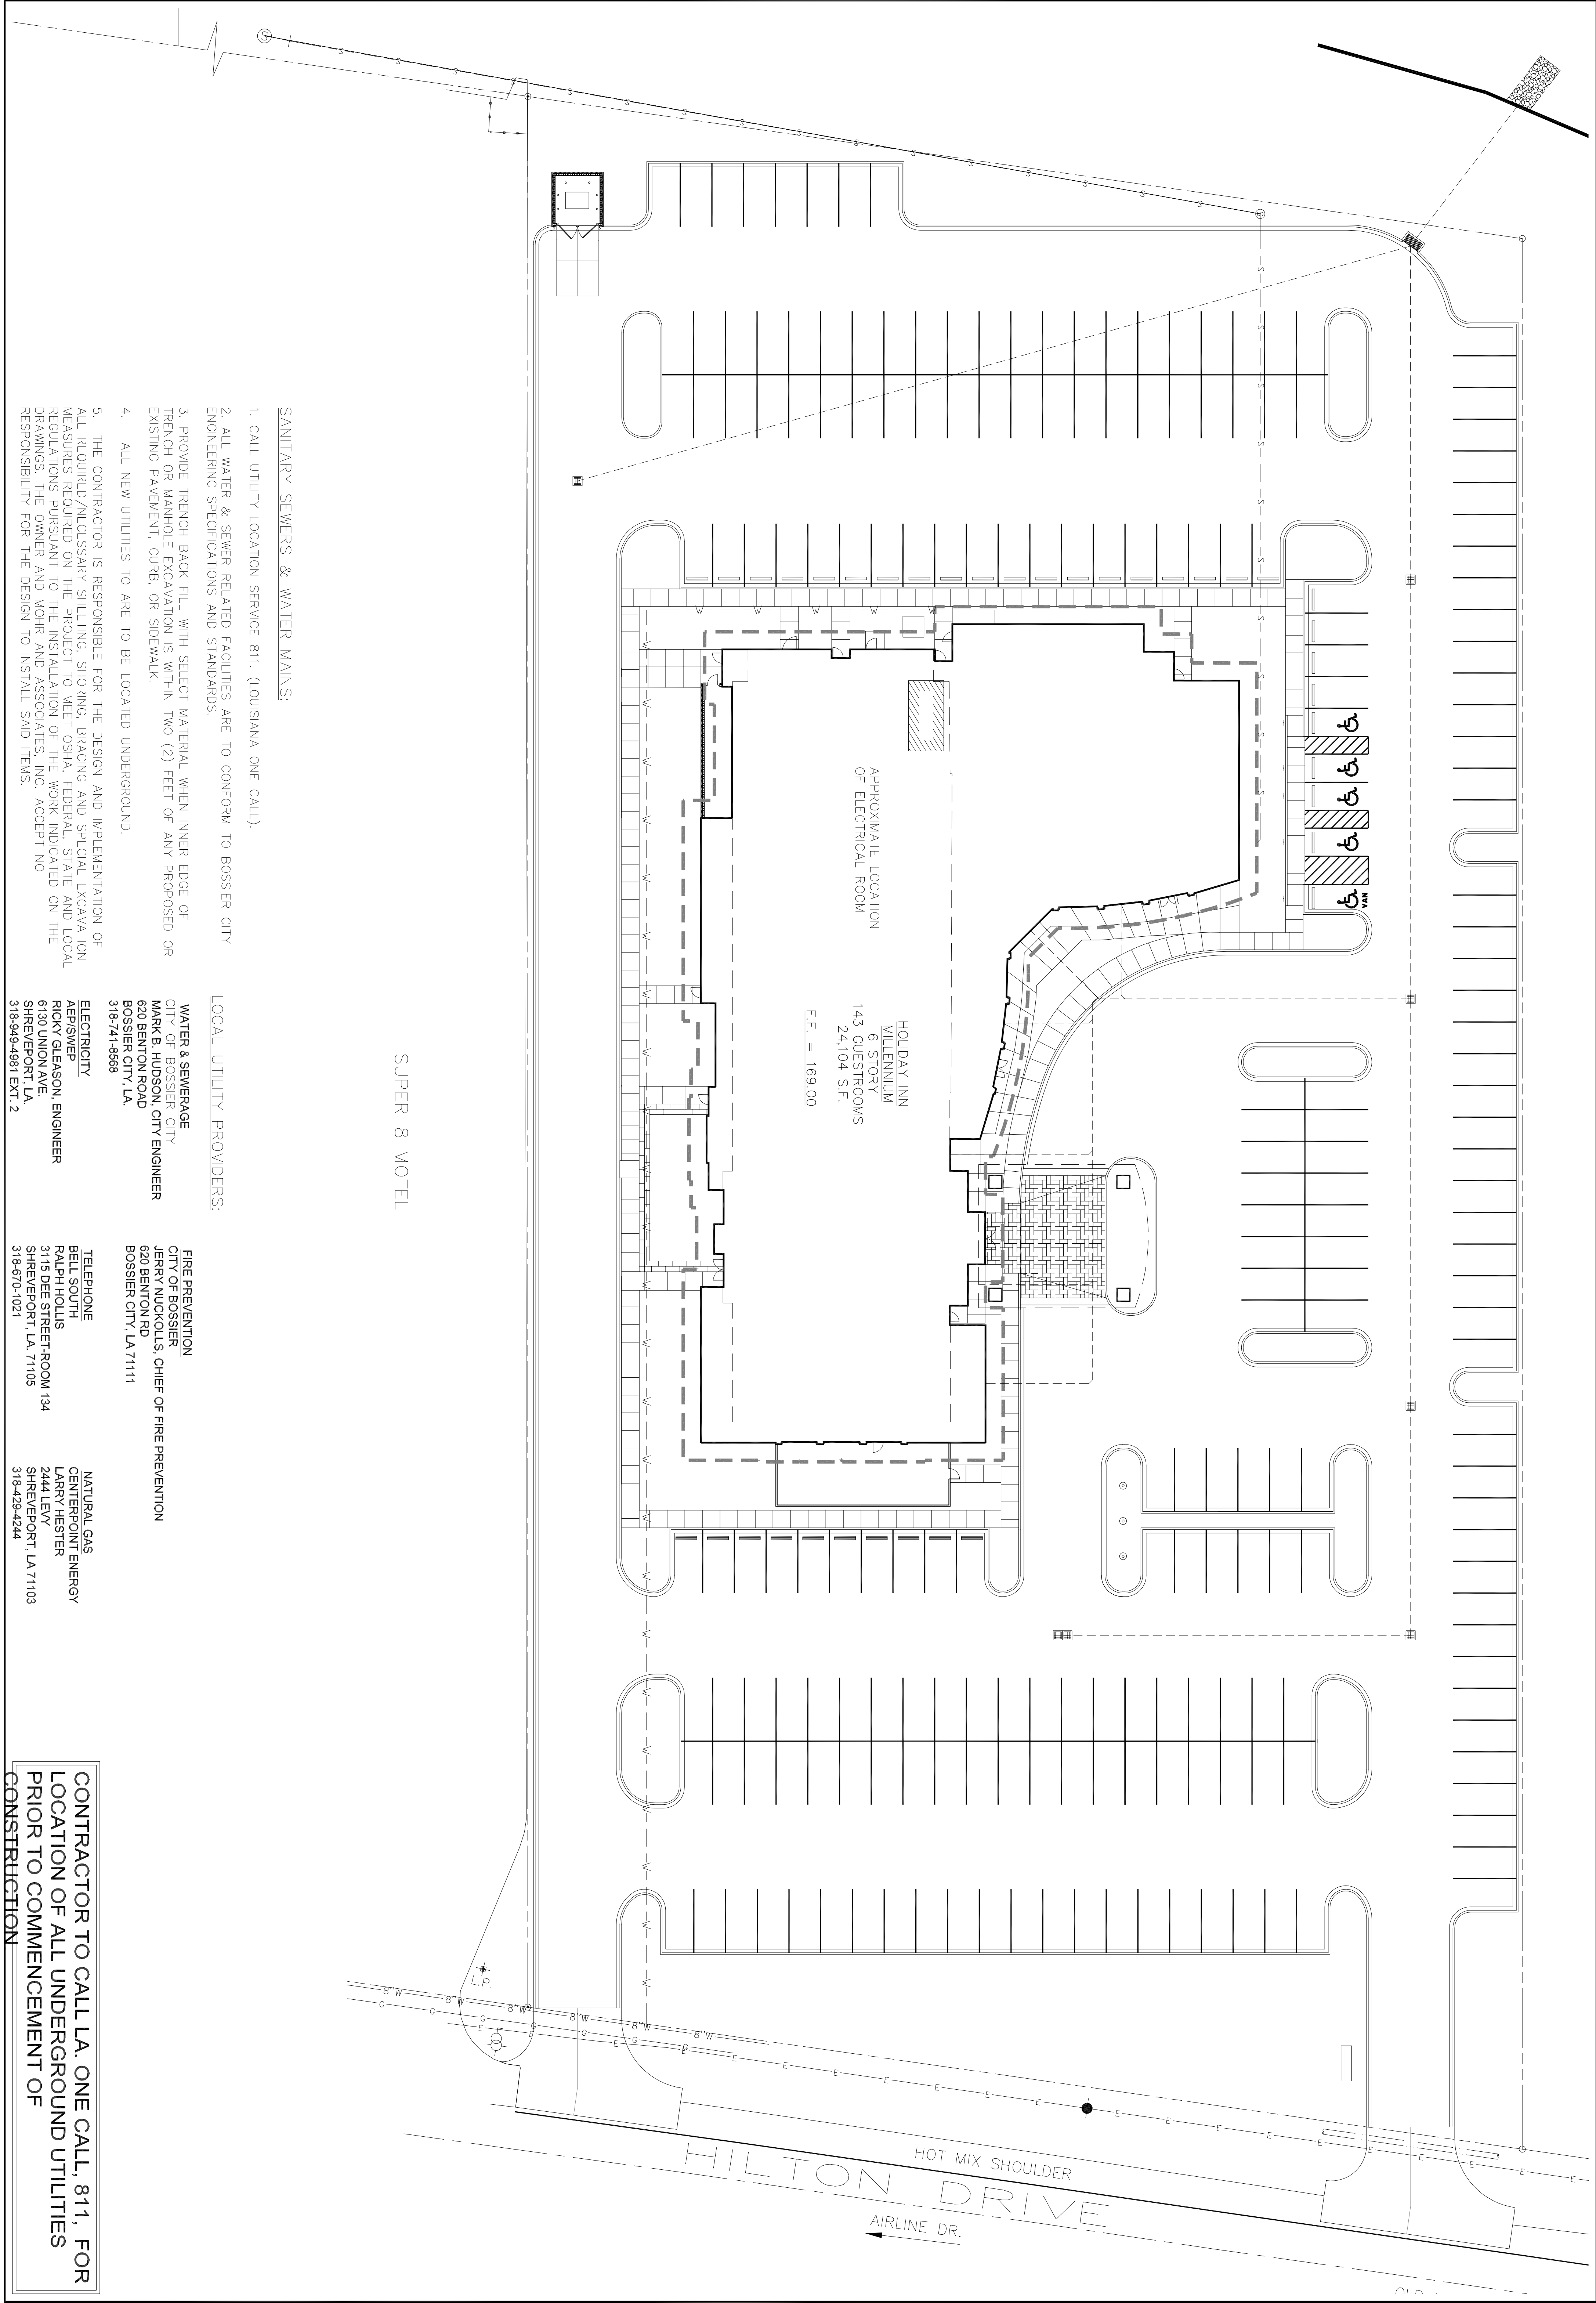 SANITARY SEWERS & WATER MAINS:
1. CALL UTILITY LOCATION SERVICE 811. (LOUISIANA ONE CALL).
2. ALL WATER & SEWER RELATED FACILITIES ARE TO CONFORM TO BOSSIER CITY
ENGINEERING SPECIFICATIONS AND STANDARDS.
3. PROVIDE TRENCH BACK FILL WITH SELECT MATERIAL WHEN INNER EDGE OF
TRENCH OR MANHOLE EXCAVATION IS WITHIN TWO (2) FEET OF ANY PROPOSED OR
EXISTING PAVEMENT, CURB, OR SIDEWALK.
4. ALL NEW UTILITIES TO ARE TO BE LOCATED UNDERGROUND.
5. THE CONTRACTOR IS RESPONSIBLE FOR THE DESIGN AND IMPLEMENTATION OF
ALL REQUIRED/NECESSARY SHEETING, SHORING, BRACING AND SPECIAL EXCAVATION
MEASURES REQUIRED ON THE PROJECT TO MEET OSHA, FEDERAL, STATE AND LOCAL
REGULATIONS PURSUANT TO THE INSTALLATION OF THE WORK INDICATED ON THE
DRAWINGS. THE OWNER AND MOHR AND ASSOCIATES, INC. ACCEPT NO
RESPONSIBILITY FOR THE DESIGN TO INSTALL SAID ITEMS.
VAN
APPROXIMATE LOCATION
OF ELECTRICAL ROOM
HOLIDAY INN
MILLENNIUM
6 STORY
143 GUESTROOMS
24,104 S.F.
F.F. = 169.00
SUPER 8 MOTEL
LOCAL UTILITY PROVIDERS:
WATER & SEWERAGE
CITY OF BOSSIER CITY
MARK B. HUDSON, CITY ENGINEER
620 BENTON ROAD
BOSSIER CITY, LA.
318-741-8568
FIRE PREVENTION
CITY OF BOSSIER
JERRY NUCKOLLS, CHIEF OF FIRE PREVENTION
620 BENTON RD
BOSSIER CITY, LA 71111
ELECTRICITY
AEP/SWEP
RICKY GLEASON, ENGINEER
6130 UNION AVE.
SHREVEPORT, LA.
318-949-4981 EXT. 2
TELEPHONE
BELL SOUTH
RALPH HOLLIS
3115 DEE STREET-ROOM 134
SHREVEPORT, LA. 71105
318-670-1021
NATURAL GAS
CENTERPOINT ENERGY
LARRY HESTER
2444 LEVY
SHREVEPORT, LA 71103
318-429-4244
CONTRACTOR TO CALL LA. ONE CALL, 811, FOR
LOCATION OF ALL UNDERGROUND UTILITIES
PRIOR TO COMMENCEMENT OF
CONSTRUCTION
L.P.
8"W
8"W
8"W
8"W
8"W
HOT MIX SHOULDER
HILTON DRIVE
AIRLINE DR.